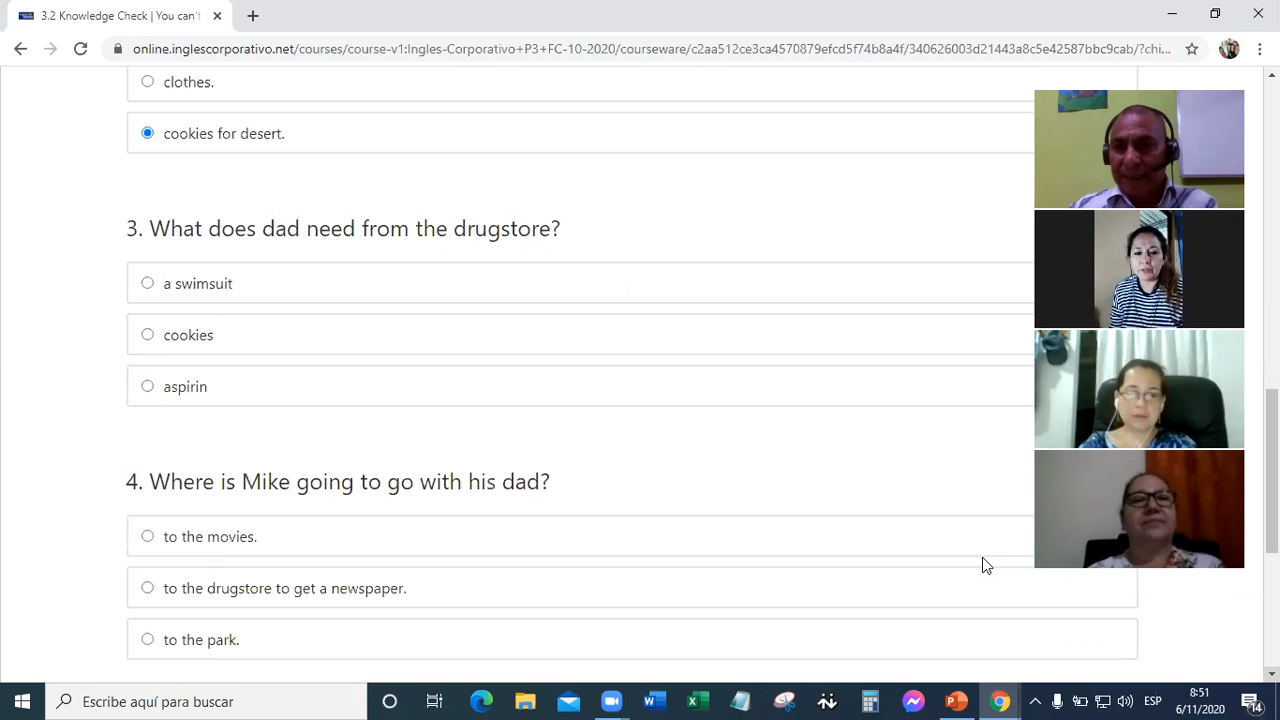 3.2 Knowledge Check | You can't
online.inglescorporativo.net/courses/course-v1:Ingles-Corporativo+P3+FC-10-2020/courseware/c2aa512ce3ca4570879efcd5f74b8a4f/340626003d21443a8c5e42587bbc9cab/?chi...
clothes.
cookies for desert.
3. What does dad need from the drugstore?
a swimsuit
cookies
aspirin
4. Where is Mike going to go with his dad?
to the movies.
to the drugstore to get a newspaper.
to the park.
Escribe aquí para buscar
ESP
8:51
6/11/2020
14